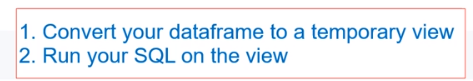 1. Convert your dataframe to a temporary view
2. Run your SQL on the view